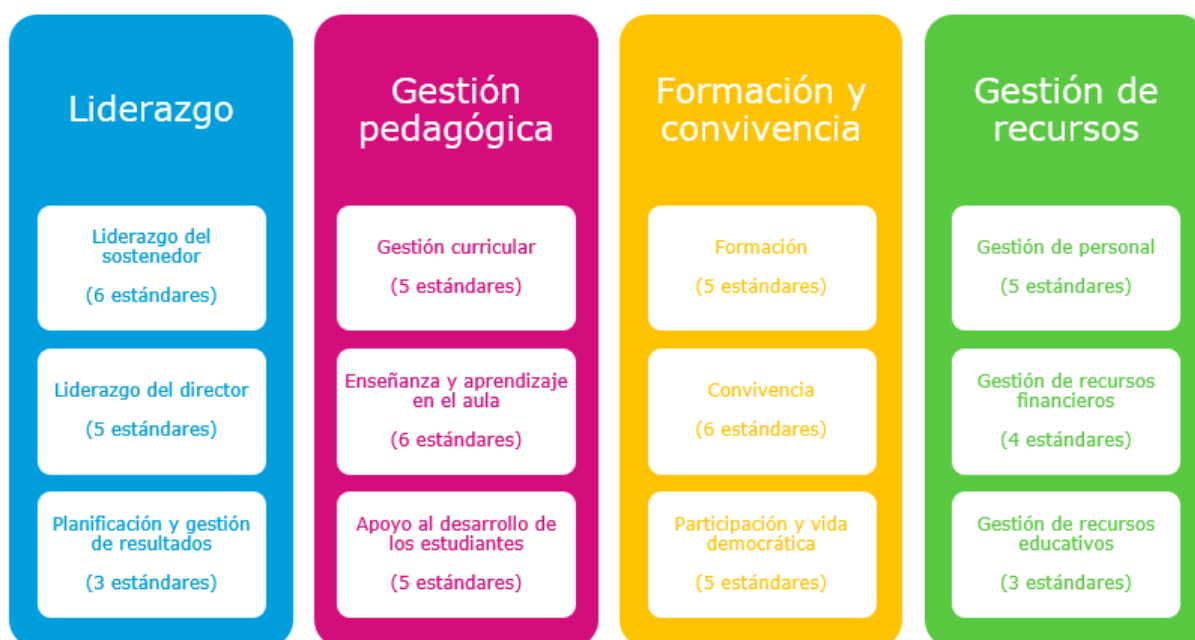 Liderazgo
Liderazgo del
sostenedor
(6 estándares)
Liderazgo del director
(5 estándares)
Planificación y gestión
de resultados
(3 estándares)
Gestión
pedagógica
Gestión curricular
(5 estándares)
Enseñanza y aprendizaje
en el aula
(6 estándares)
Apoyo al desarrollo de
los estudiantes
(5 estándares)
Formación y
convivencia
Formación
(5 estándares)
Convivencia
(6 estándares)
Participación y vida
democrática
(5 estándares)
Gestión de
recursos
Gestión de personal
(5 estándares)
Gestión de recursos
financieros
(4 estándares)
Gestión de recursos
educativos
(3 estándares)